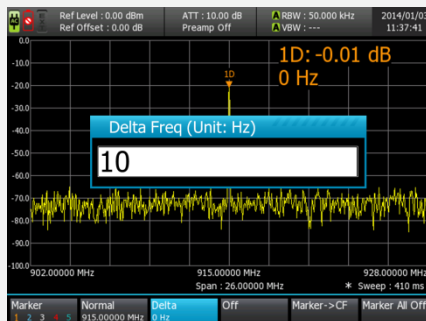 Ref Level : 0.00 dBm ATT : 10.00 dB RBW : 50.000 kHz 2014/01/03
Ref Offset : 0.00 dB Preamp Off VBW : --- 11:37:41
1D: -0.01 dB
0 Hz
0.0
-10.0
1D
-20.0
-30.0
Delta Freq (Unit: Hz)
-40.0
10
-50.0
-60.0
-70.0
-80.0
-90.0
-100.0
902.00000 MHz 915.00000 MHz 928.00000 MHz
Span : 26.00000 MHz * Sweep : 410 ms
Marker Normal Delta Off Marker->CF Marker All Off
1 2 3 4 5 915.00000 MHz 0 Hz